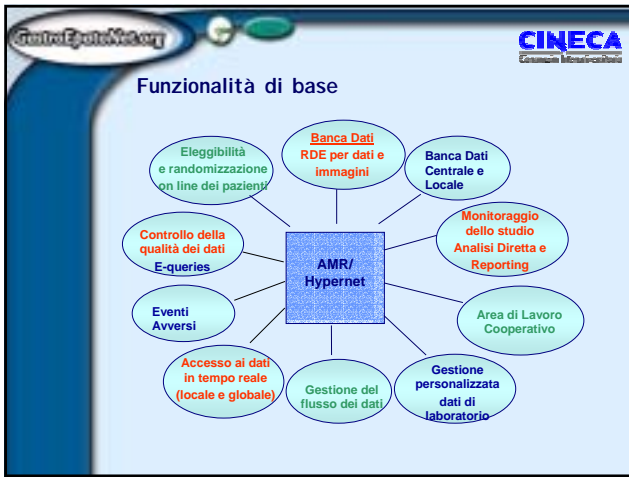 GastroEpatoNet.org
CINECA
Consorzio Interuniversitario
Funzionalità di base
Banca Dati
RDE per dati e
immagini
Eleggibilità
e randomizzazione
on line dei pazienti
Banca Dati
Centrale e
Locale
Controllo della
qualità dei dati
E-queries
AMR/
Hypernet
Monitoraggio
dello studio
Analisi Diretta e
Reporting
Eventi
Avversi
Area di Lavoro
Cooperativo
Accesso ai dati
in tempo reale
(locale e globale)
Gestione del
flusso dei dati
Gestione
personalizzata
dati di
laboratorio